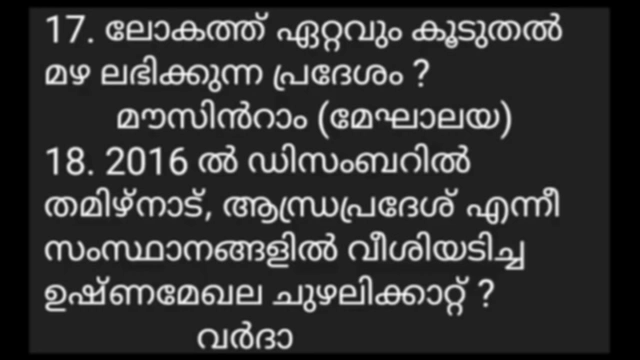 17. ലോകത്ത് ഏറ്റവും കൂടുതൽ
മഴ ലഭിക്കുന്ന പ്രദേശം ?
മൗസിൻറാം (മേഘാലയ)
18. 2016 ൽ ഡിസംബറിൽ
തമിഴ്നാട്, ആന്ധ്രപ്രദേശ് എന്നീ
സംസ്ഥാനങ്ങളിൽ വീശിയടിച്ച
ഉഷ്ണമേഖല ചുഴലിക്കാറ്റ് ?
വർദാ